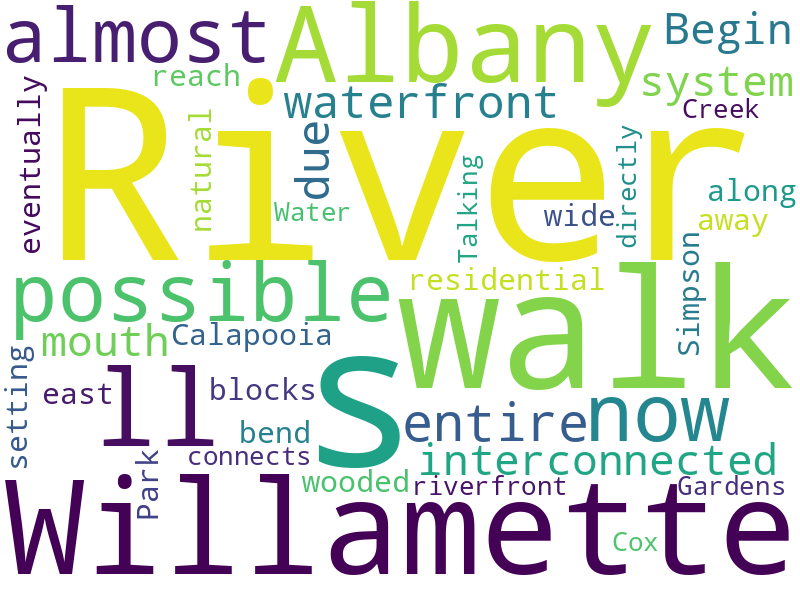 almost
Albany
Begin
reach
system
eventually
River
waterfront
Creek
natural
due
Water
Talking
wide
directly
along
away
possible
residential
walk
Simpson
mouth
Calapooia
setting
east
ll
blocks
s
entire
now
bend
connects
interconnected
Park
wooded
riverfront
Gardens
Willamette
Cox